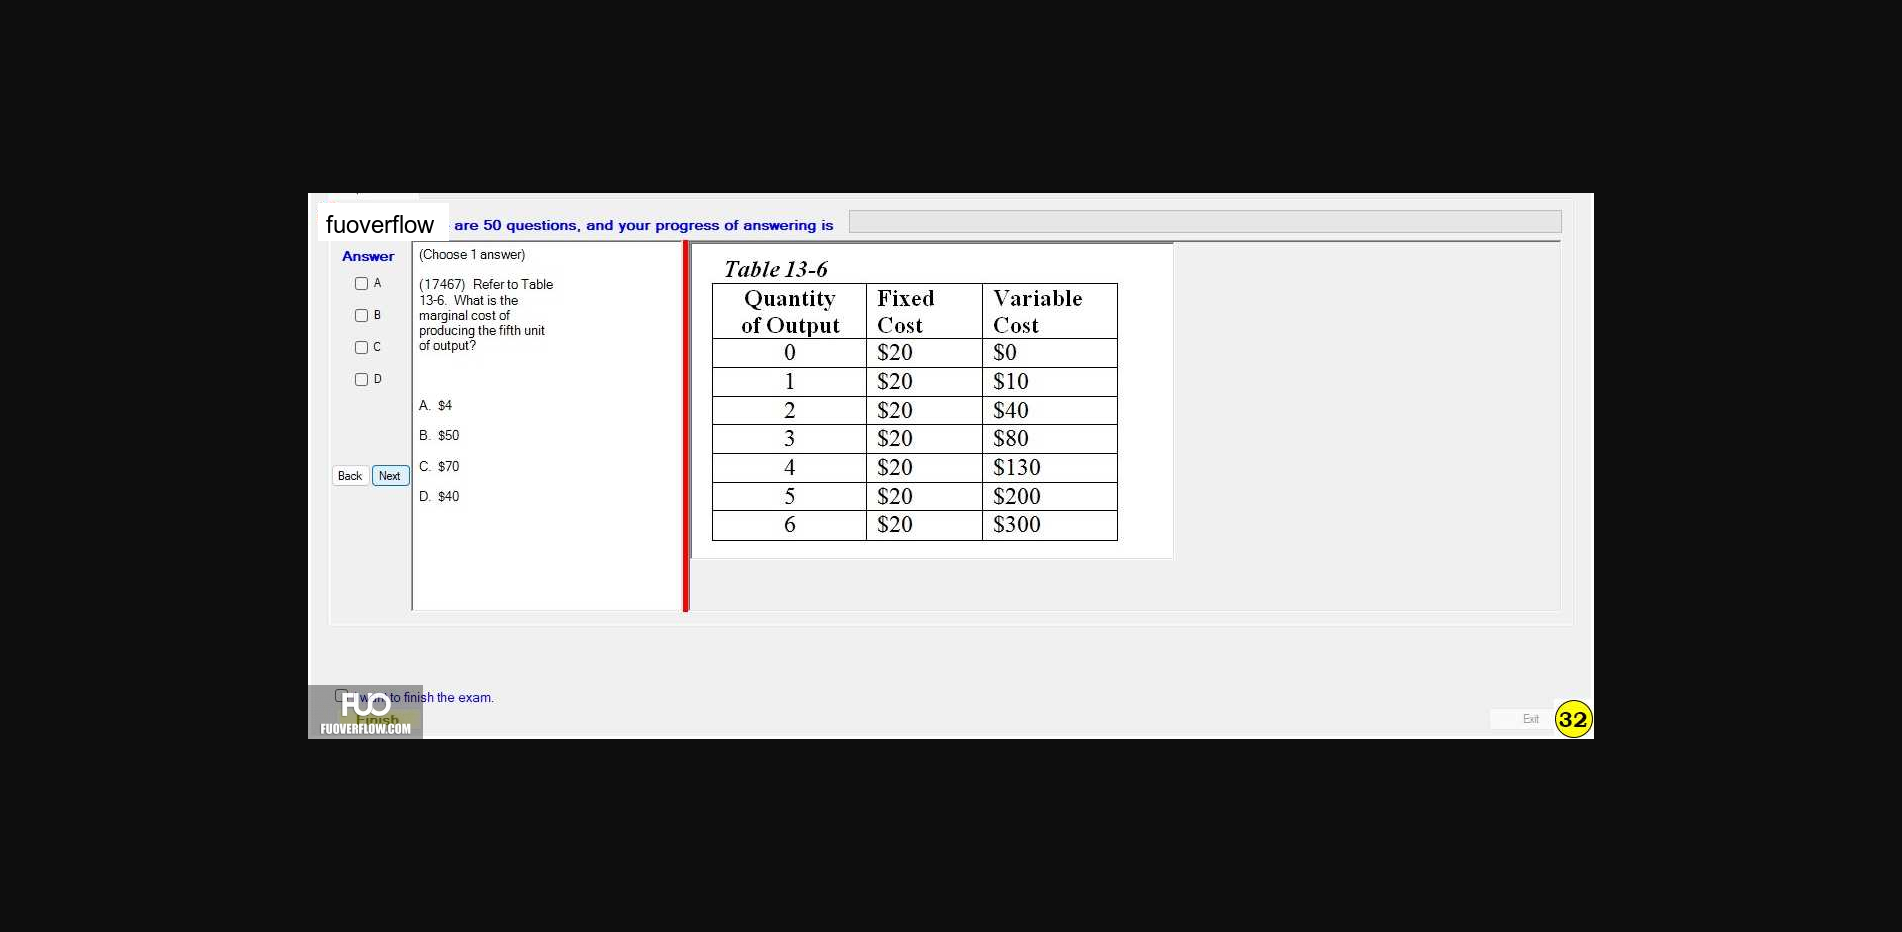 fuoverflow are 50 questions, and your progress of answering is
Answer
A
B
C
D
Back Next
(Choose 1 answer)
(17467) Refer to Table
13-6. What is the
marginal cost of
producing the fifth unit
of output?
A. $4
B. $50
C. $70
D. $40
Table 13-6
Quantity of Output Fixed Cost Variable Cost
0 $20 $0
1 $20 $10
2 $20 $40
3 $20 $80
4 $20 $130
5 $20 $200
6 $20 $300
I want to finish the exam.
Finish
FUO
FUOVERFLOW.COM
Exit 32